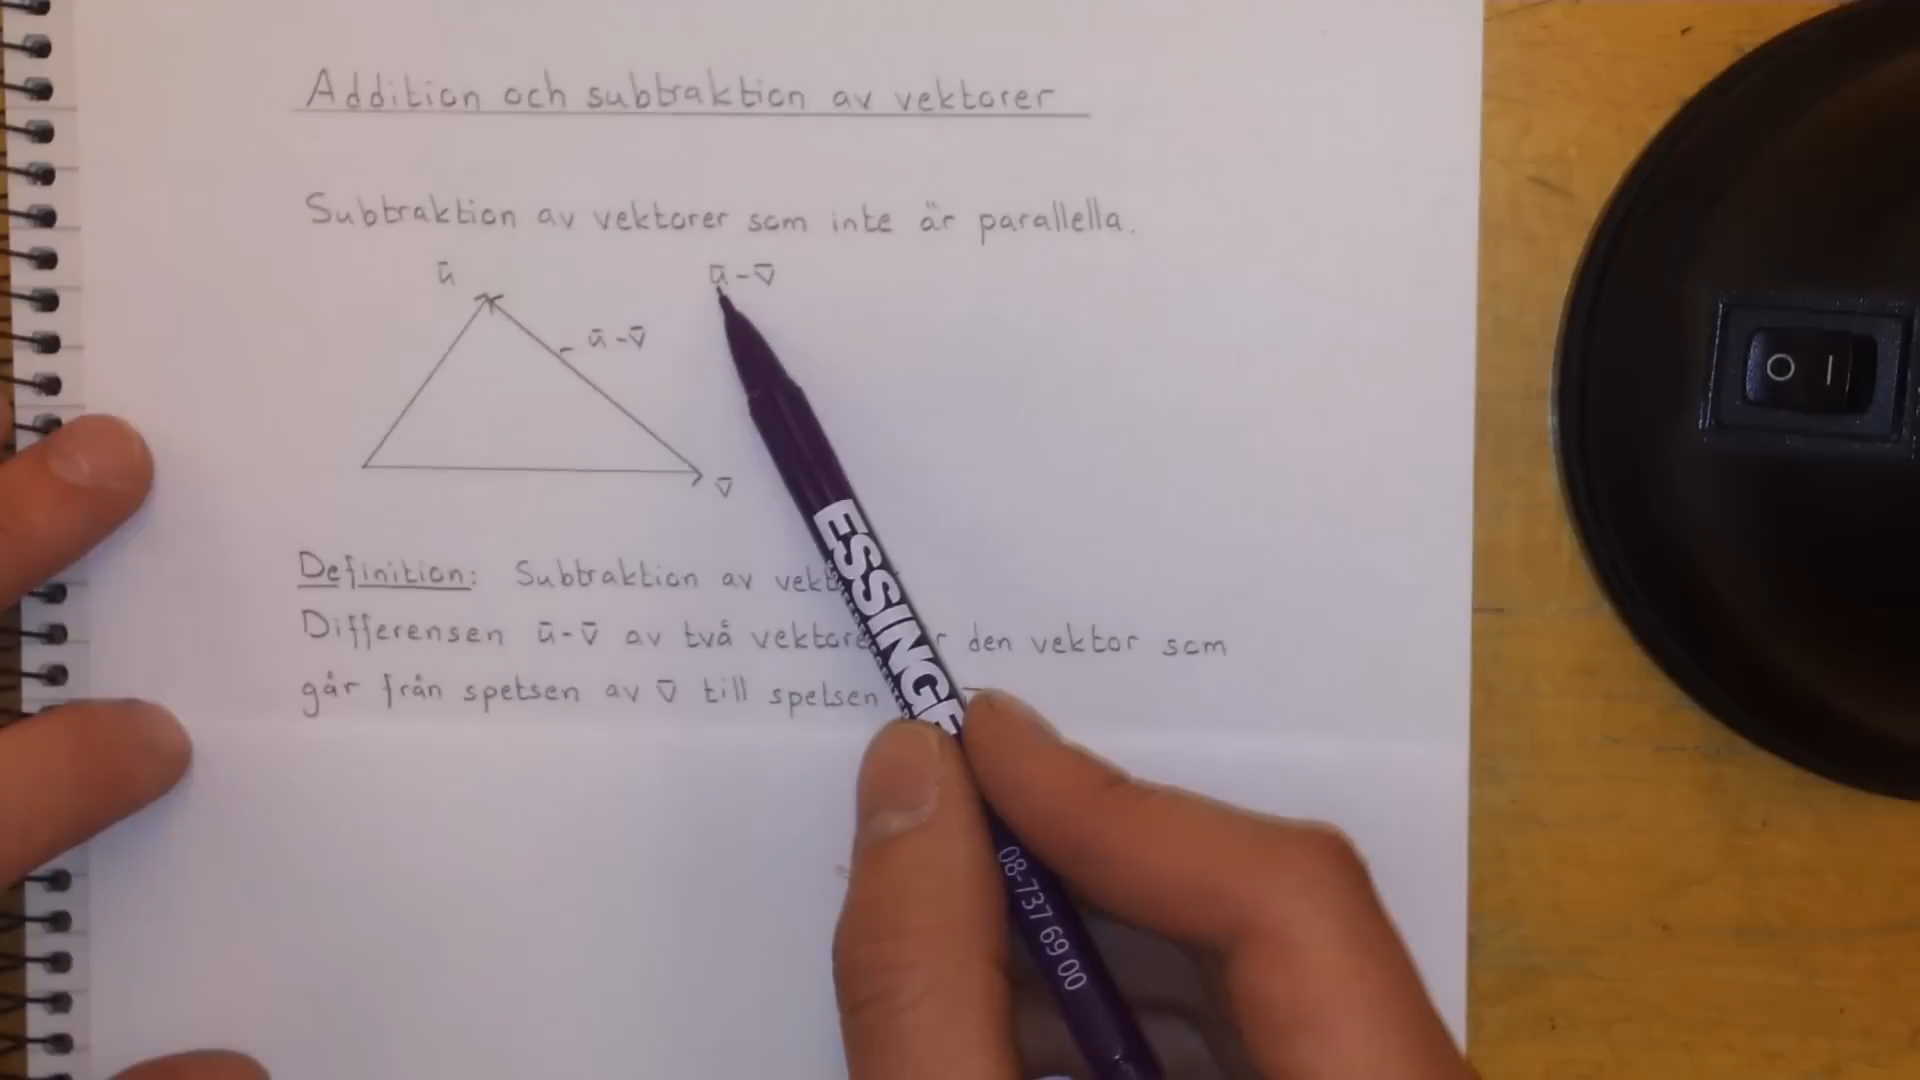 Addition och subtraktion av vektorer
Subtraktion av vektorer som inte är parallella.
ū
ū-v̄
ū-v̄
v̄
Definition: Subtraktion av
Differensen ū-v̄ av två den vektor som
går från spetsen av v̄ till spetsen
ESSINGE
08-737 69 00
O I